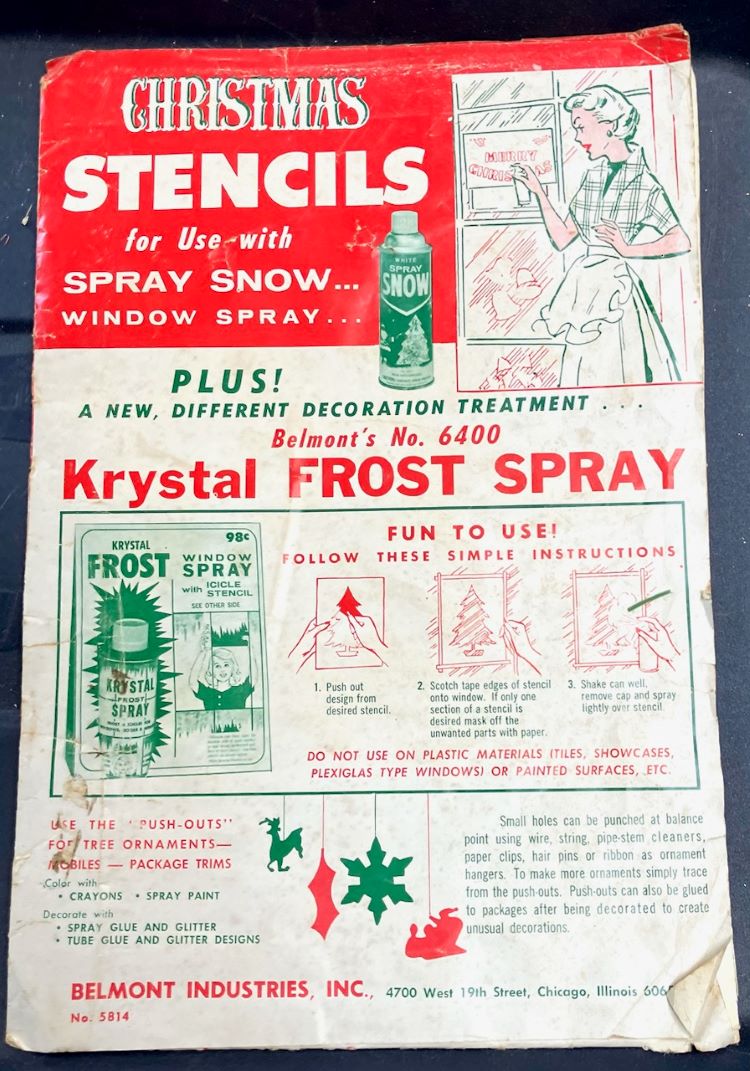 CHRISTMAS
STENCILS
for Use with
SPRAY SNOW...
WINDOW SPRAY...
WHITE
SPRAY
SNOW
MERRY
CHRISTMAS
PLUS!
A NEW, DIFFERENT DECORATION TREATMENT . . .
Belmont's No. 6400
Krystal FROST SPRAY
98¢
KRYSTAL
FROST
WINDOW
SPRAY
with ICICLE
STENCIL
SEE OTHER SIDE
KRYSTAL
FROST
SPRAY
FUN TO USE!
FOLLOW THESE SIMPLE INSTRUCTIONS
1. Push out
design from
desired stencil.
2. Scotch tape edges of stencil
onto window. If only one
section of a stencil is
desired mask off the
unwanted parts with paper.
3. Shake can well,
remove cap and spray
lightly over stencil.
DO NOT USE ON PLASTIC MATERIALS (TILES, SHOWCASES,
PLEXIGLAS TYPE WINDOWS) OR PAINTED SURFACES, ETC.
USE THE "PUSH-OUTS"
FOR TREE ORNAMENTS—
MOBILES — PACKAGE TRIMS
Color with
• CRAYONS • SPRAY PAINT
Decorate with
• SPRAY GLUE AND GLITTER
• TUBE GLUE AND GLITTER DESIGNS
Small holes can be punched at balance
point using wire, string, pipe-stem cleaners,
paper clips, hair pins or ribbon as ornament
hangers. To make more ornaments simply trace
from the push-outs. Push-outs can also be glued
to packages after being decorated to create
unusual decorations.
BELMONT INDUSTRIES, INC., 4700 West 19th Street, Chicago, Illinois 606
No. 5814